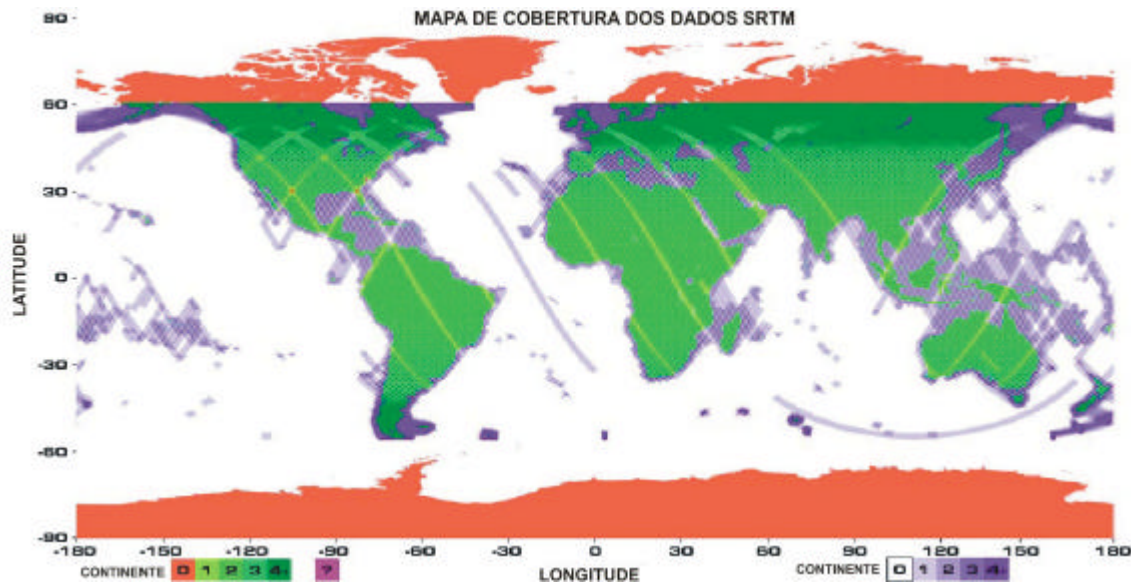 MAPA DE COBERTURA DOS DADOS SRTM
90
60
30
0
-30
-60
-90
LATITUDE
-180 -150 -120 -90 -60 -30 0 30 60 90 120 150 180
CONTINENTE 0 1 2 3 4+ ?
LONGITUDE
CONTINENTE 0 1 2 3 4+